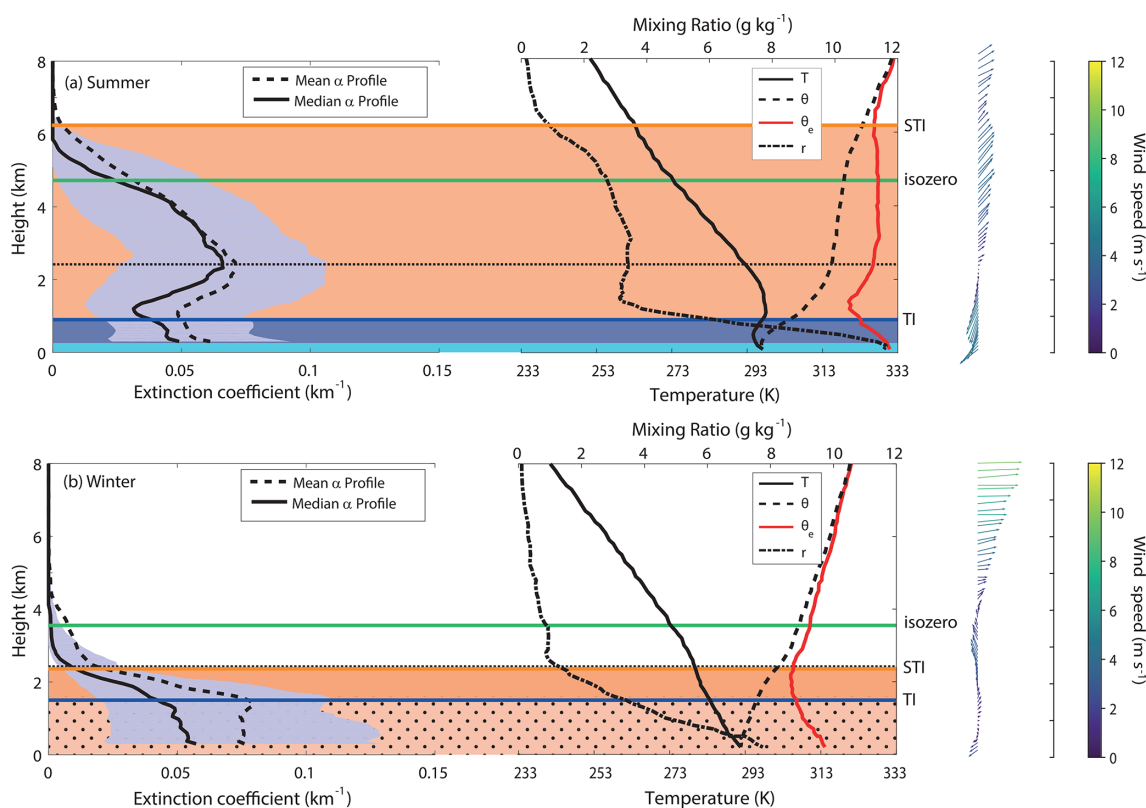 Mixing Ratio (g kg-1)
0 2 4 6 8 10 12
8
(a) Summer
Mean α Profile
Median α Profile
T
θ
θe
r
12
STI
10
6
isozero
8
4
6
Height (km)
Wind speed (m s-1)
4
2
TI
2
0
0
0 0.05 0.1 0.15 233 253 273 293 313 333
Extinction coefficient (km-1)
Temperature (K)
Mixing Ratio (g kg-1)
0 2 4 6 8 10 12
8
(b) Winter
Mean α Profile
Median α Profile
T
θ
θe
r
12
10
6
8
4
isozero
6
Height (km)
Wind speed (m s-1)
STI
4
2
TI
2
0
0
0 0.05 0.1 0.15 233 253 273 293 313 333
Extinction coefficient (km-1)
Temperature (K)